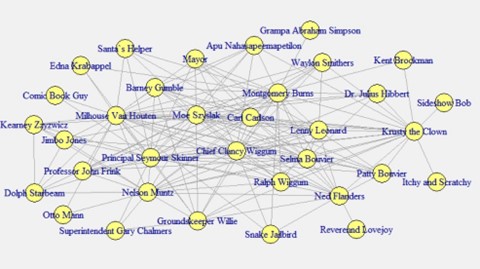 Grampa Abraham Simpson
Santa`s Helper
Apu Nahasapeemapetilon
Mayor
Edna Krabappel
Waylon Smithers
Kent Brockman
Barney Gumble
Comic Book Guy
Montgomery Burns
Dr. Julius Hibbert
Sideshow Bob
Milhouse Van Houten
Moe Szyslak
Carl Carlson
Kearney Zzyzwicz
Lenny Leonard
Krusty the Clown
Jimbo Jones
Chief Clancy Wiggum
Principal Seymour Skinner
Selma Bouvier
Professor John Frink
Patty Bouvier
Itchy and Scratchy
Ralph Wiggum
Dolph Starbeam
Nelson Muntz
Ned Flanders
Otto Mann
Groundskeeper Willie
Superintendent Gary Chalmers
Snake Jailbird
Reverend Lovejoy